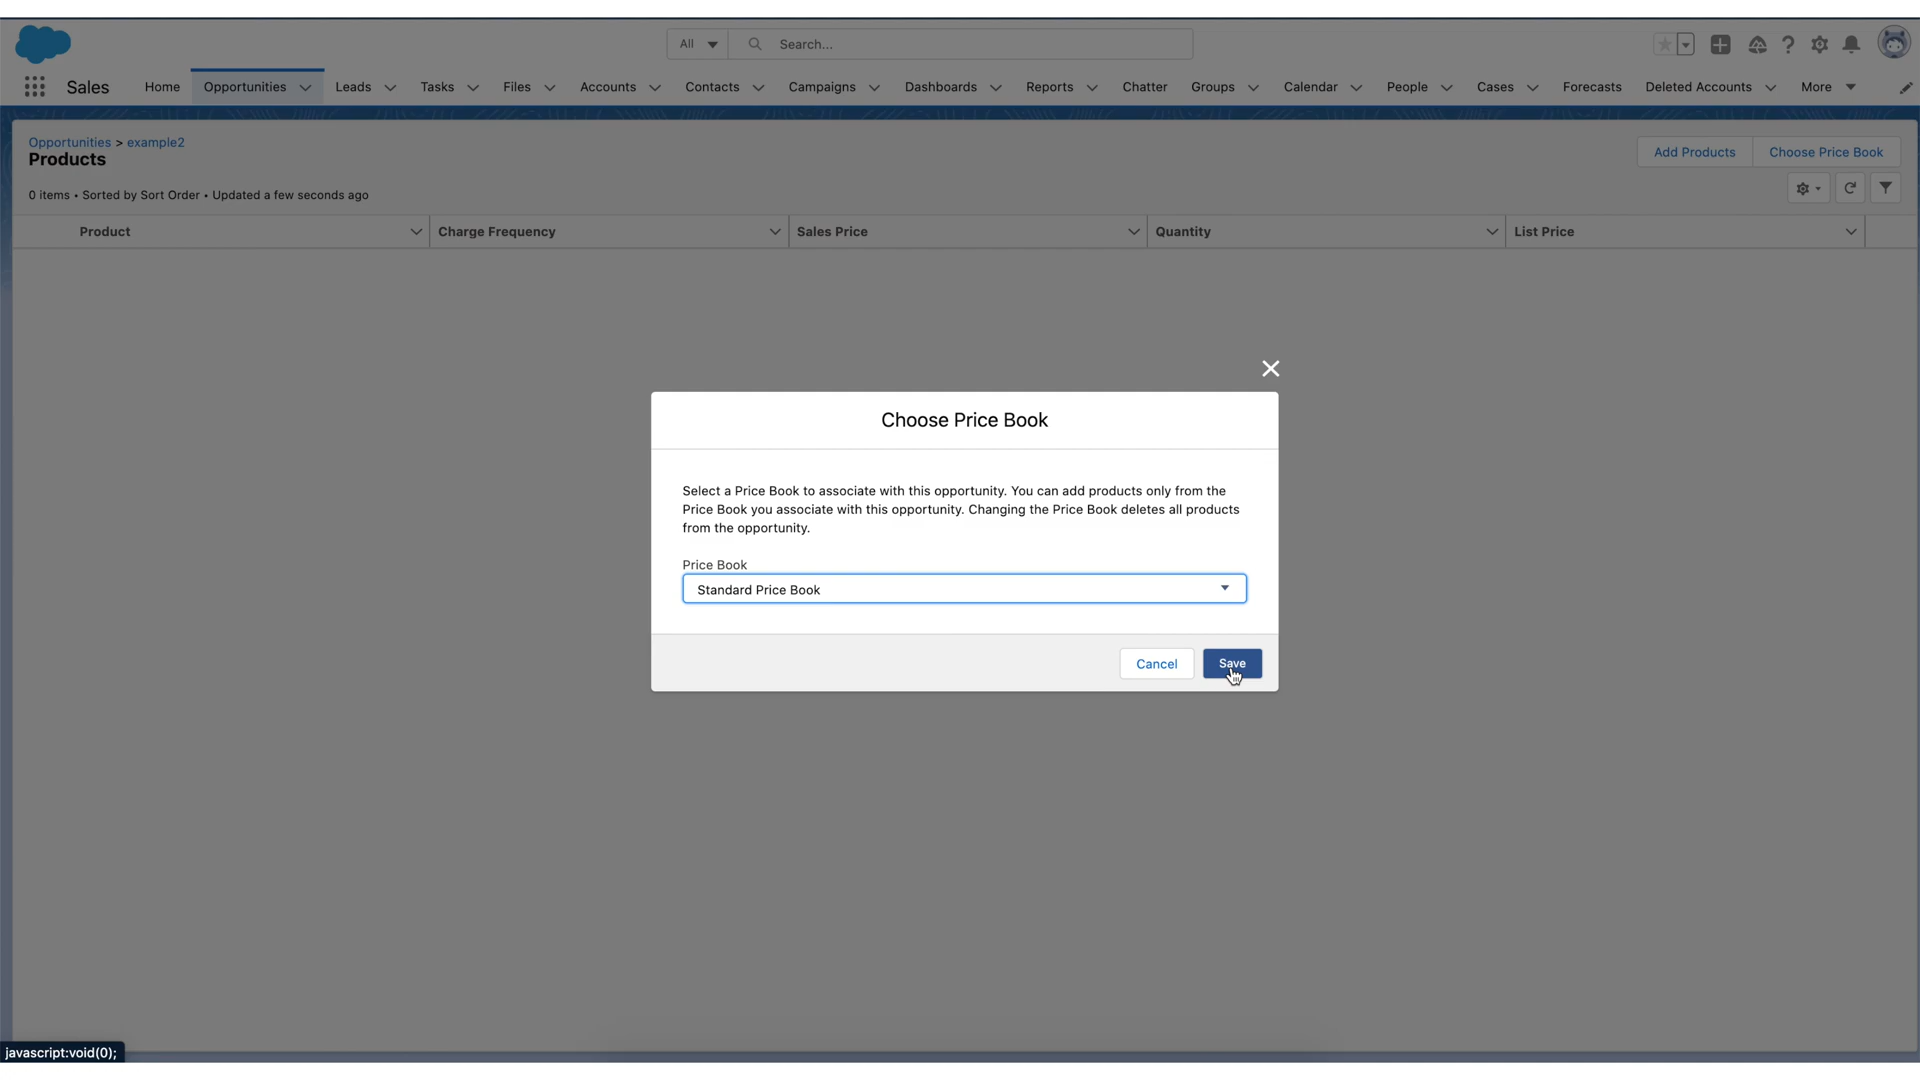 All
Search...
Sales
Home
Opportunities
Leads
Tasks
Files
Accounts
Contacts
Campaigns
Dashboards
Reports
Chatter
Groups
Calendar
People
Cases
Forecasts
Deleted Accounts
More
Opportunities > example2
Products
Add Products
Choose Price Book
0 items • Sorted by Sort Order • Updated a few seconds ago
Product
Charge Frequency
Sales Price
Quantity
List Price
Choose Price Book
Select a Price Book to associate with this opportunity. You can add products only from the
Price Book you associate with this opportunity. Changing the Price Book deletes all products
from the opportunity.
Price Book
Standard Price Book
Cancel
Save
javascript:void(0);